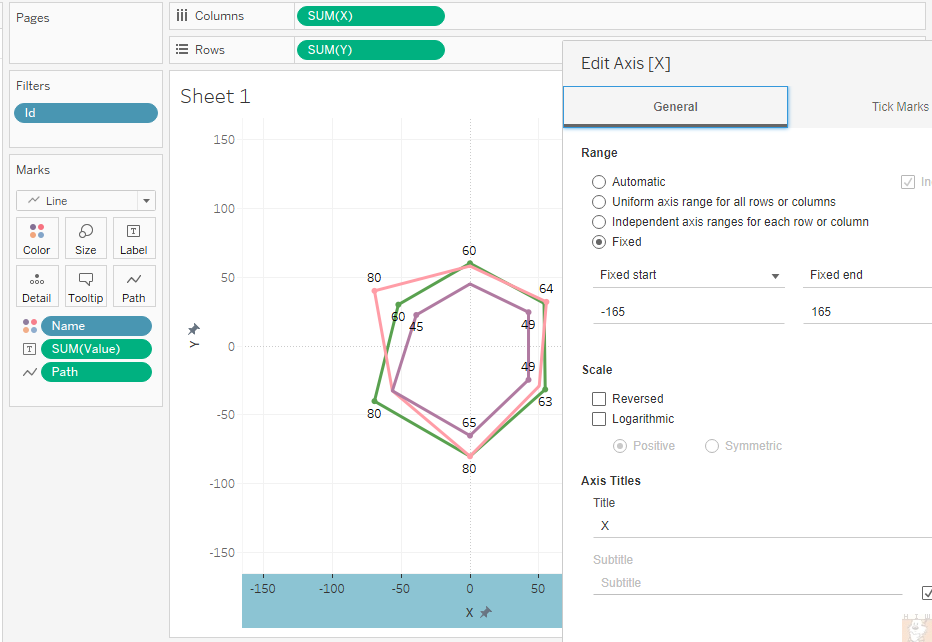 Pages
Columns
SUM(X)
Rows
SUM(Y)
Filters
Id
Marks
Line
Color
Size
Label
Detail
Tooltip
Path
Name
SUM(Value)
Path
Sheet 1
150
100
50
0
-50
-100
-150
Y
60
80
64
60
45
49
49
63
80
65
80
-150
-100
-50
0
50
X
Edit Axis [X]
General
Tick Marks
Range
Automatic
In
Uniform axis range for all rows or columns
Independent axis ranges for each row or column
Fixed
Fixed start
Fixed end
-165
165
Scale
Reversed
Logarithmic
Positive
Symmetric
Axis Titles
Title
X
Subtitle
Subtitle